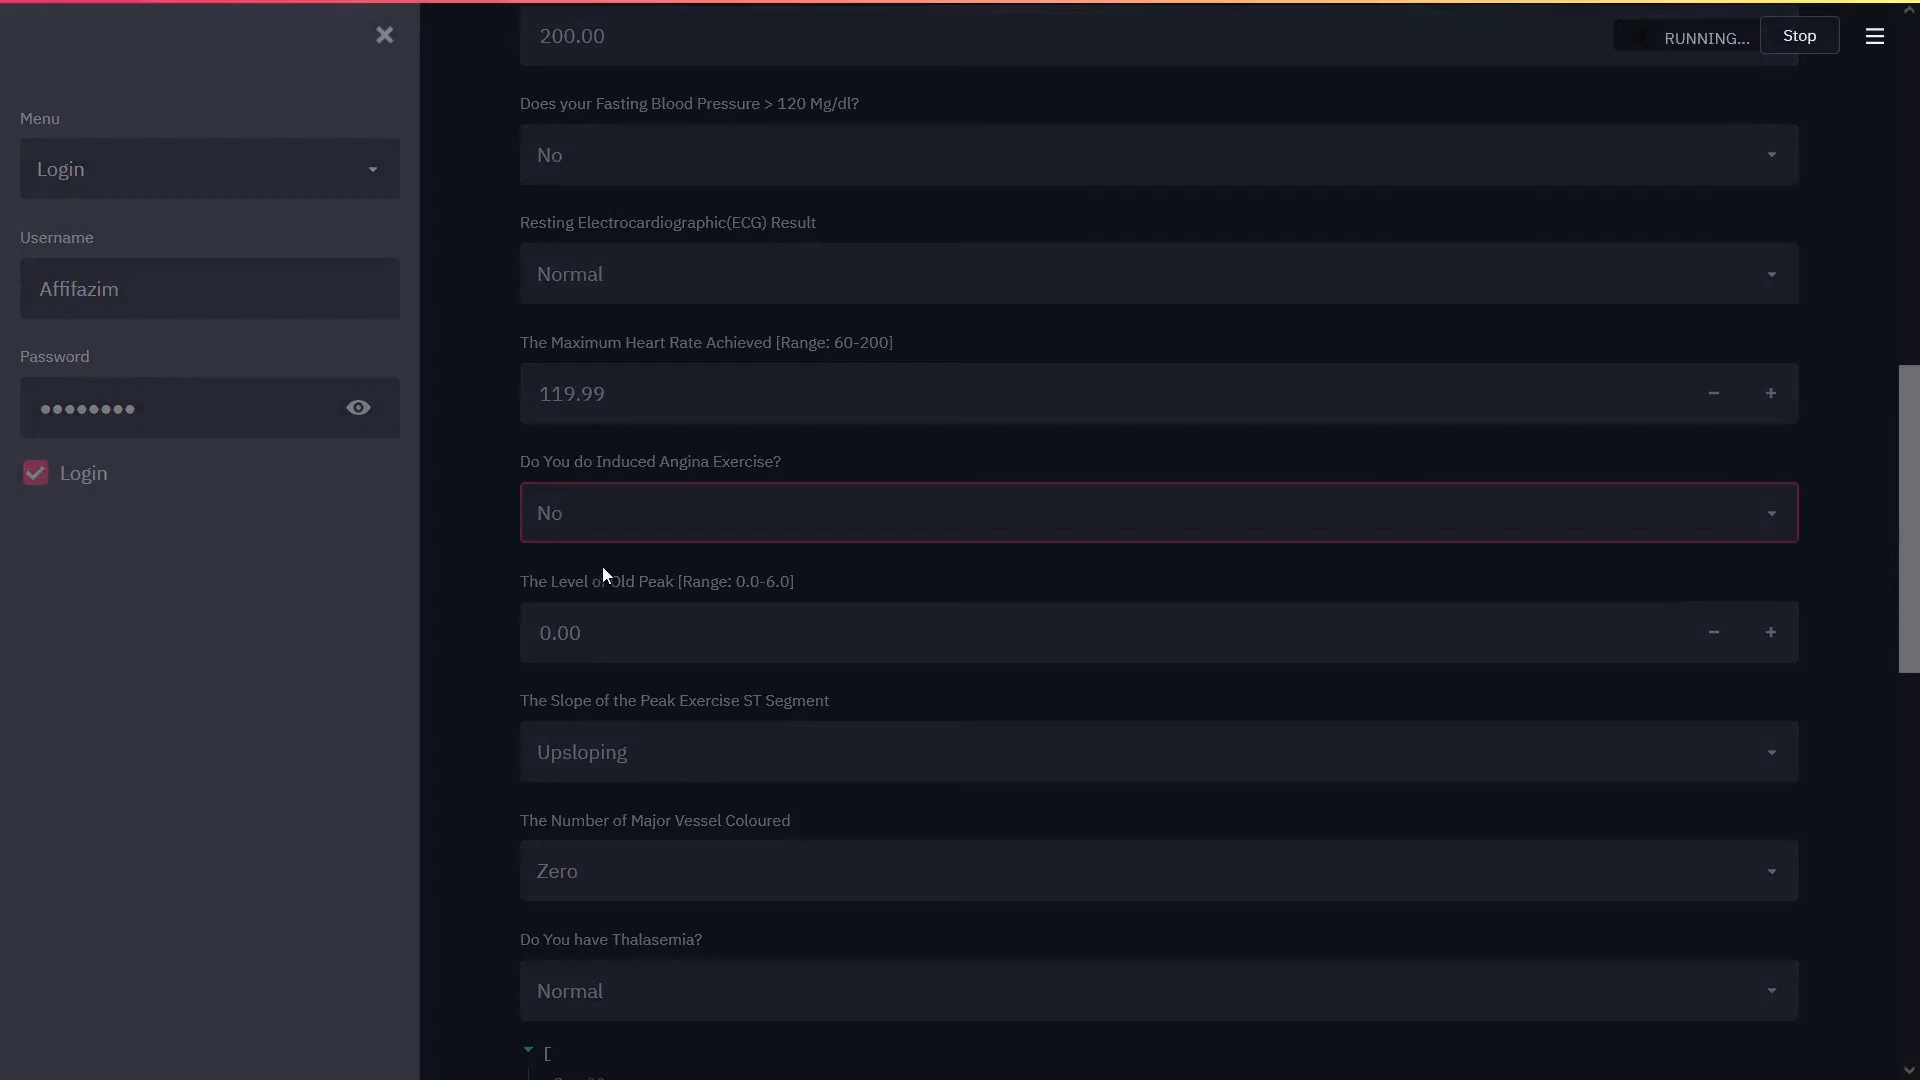 Menu
Login
Username
Affifazim
Password
Login
200.00
RUNNING...
Stop
Does your Fasting Blood Pressure > 120 Mg/dl?
No
Resting Electrocardiographic(ECG) Result
Normal
The Maximum Heart Rate Achieved [Range: 60-200]
119.99
Do You do Induced Angina Exercise?
No
The Level of Old Peak [Range: 0.0-6.0]
0.00
The Slope of the Peak Exercise ST Segment
Upsloping
The Number of Major Vessel Coloured
Zero
Do You have Thalasemia?
Normal
[